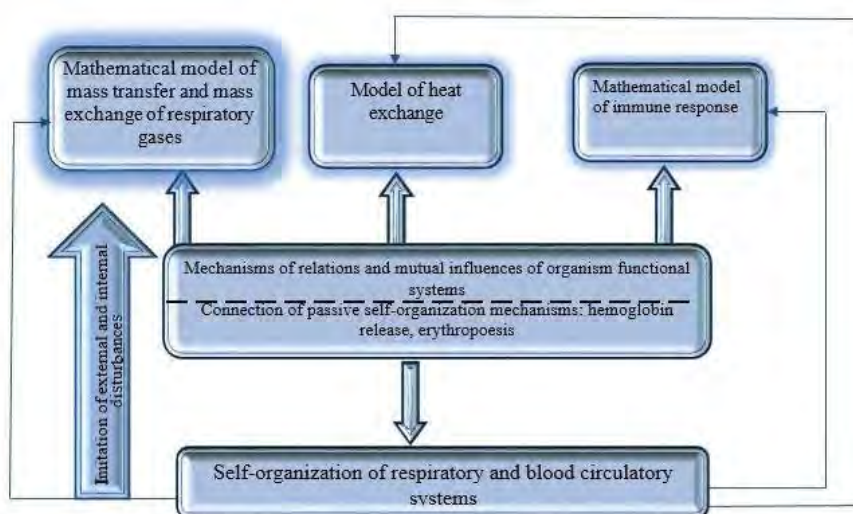 Mathematical model of
mass transfer and mass
exchange of respiratory
gases
Model of heat
exchange
Mathematical model
of immune response
Mechanisms of relations and mutual influences of organism functional
systems
Connection of passive self-organization mechanisms: hemoglobin
release, erythropoesis
Imitation of external and internal
disturbances
Self-organization of respiratory and blood circulatory
systems